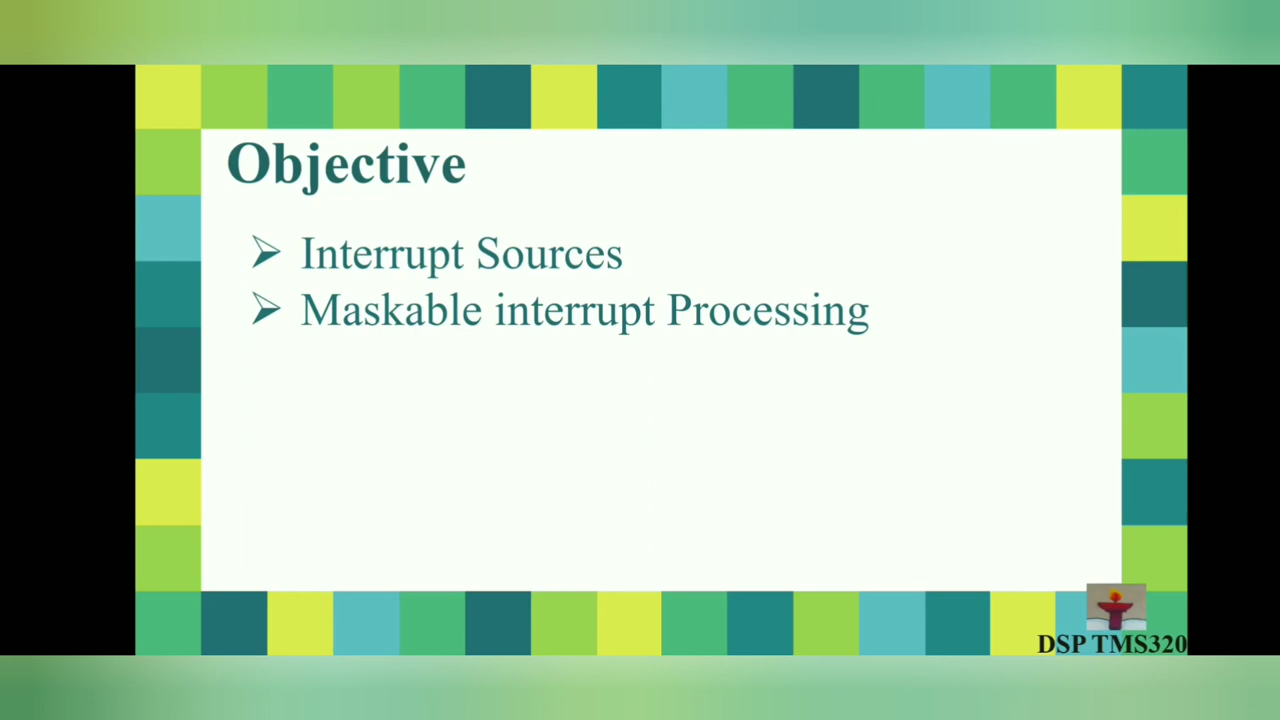 Objective
Interrupt Sources
Maskable interrupt Processing
DSP TMS320